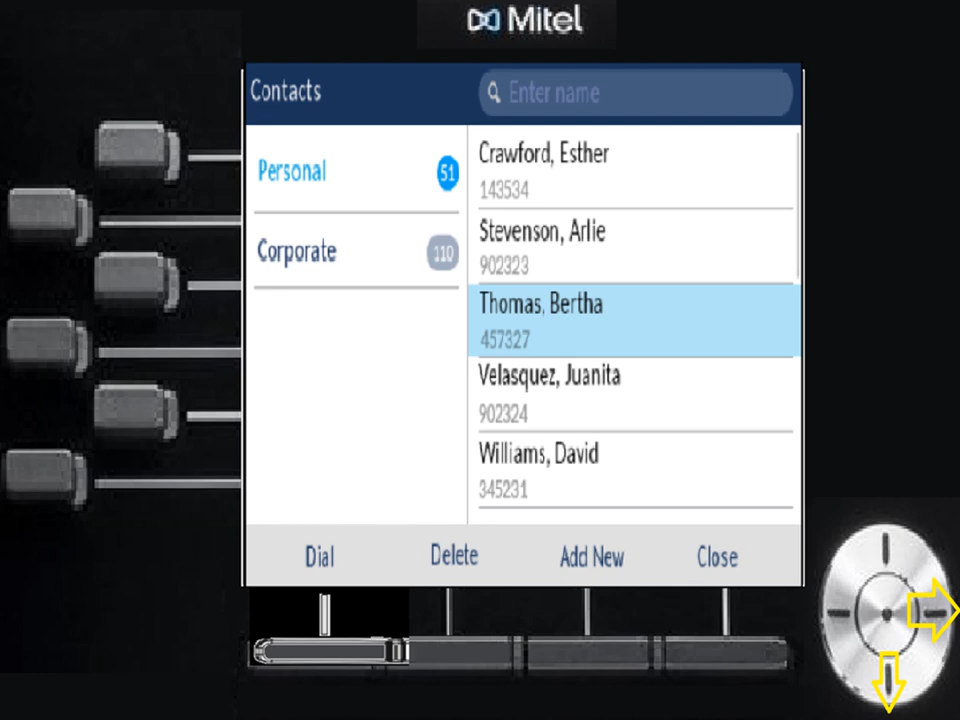 Mitel
Contacts
Enter name
Personal
51
Corporate
110
Crawford, Esther
143534
Stevenson, Arlie
902323
Thomas, Bertha
457327
Velasquez, Juanita
902324
Williams, David
345231
Dial Delete Add New Close